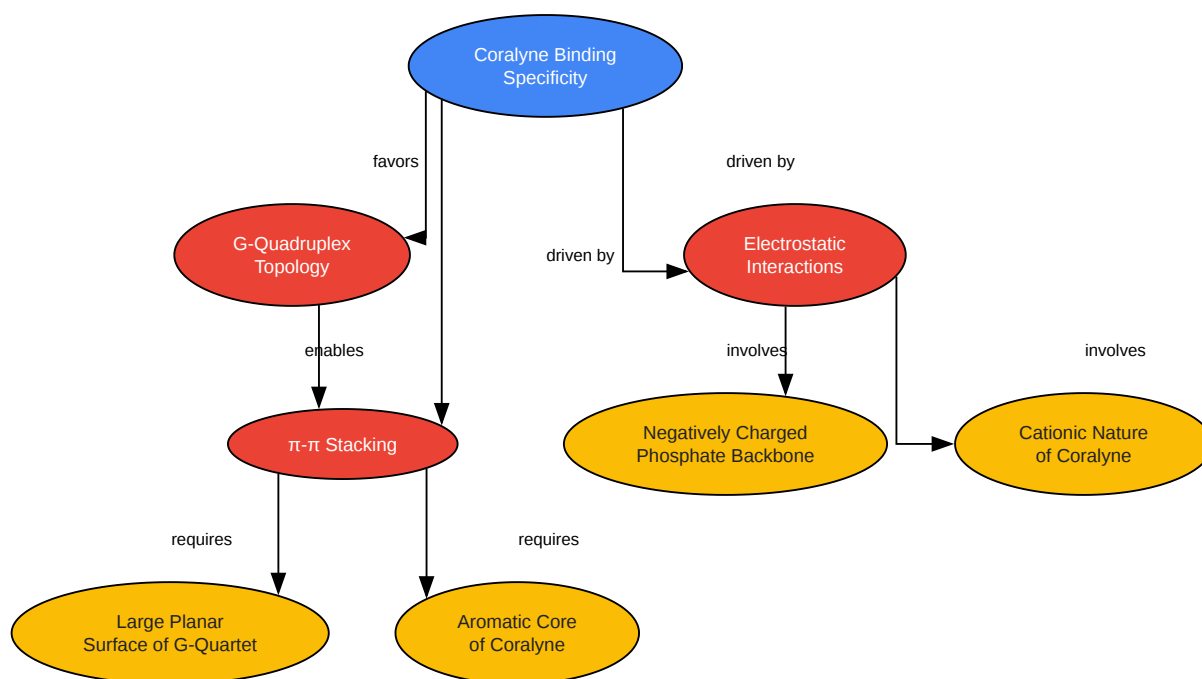 Coralyne Binding
Specificity
favors
driven by
G-Quadruplex
Topology
driven by
Electrostatic
Interactions
enables
involves
involves
π-π Stacking
Negatively Charged
Phosphate Backbone
Cationic Nature
of Coralyne
requires
requires
Large Planar
Surface of G-Quartet
Aromatic Core
of Coralyne